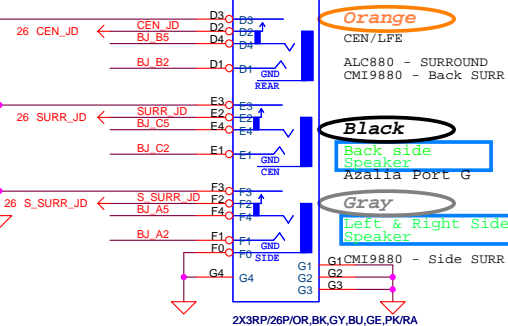 D3 D3 Orange
CEN_JD D2 D2
26 CEN_JD
BJ_B5 D4 D4
CEN/LFE
BJ_B2 D1 D1
GND
REAR
ALC880 - SURROUND
CMI9880 - Back SURR
E3 E3
SURR_JD E2 E2
26 SURR_JD
BJ_C5 E4 E4
Black
BJ_C2 E1 E1
GND
CEN
Back side
Speaker
Azalia Port G
F3 F3
S_SURR_JD F2 F2
26 S_SURR_JD
BJ_A5 F4 F4
Gray
BJ_A2 F1 F1
GND
SIDE
F0 F0
Left & Right Side
Speaker
CMI9880 - Side SURR
G4 G4
G1 G1
G2 G2
G3 G3
2X3RP/26P/OR,BK,GY,BU,GE,PK/RA